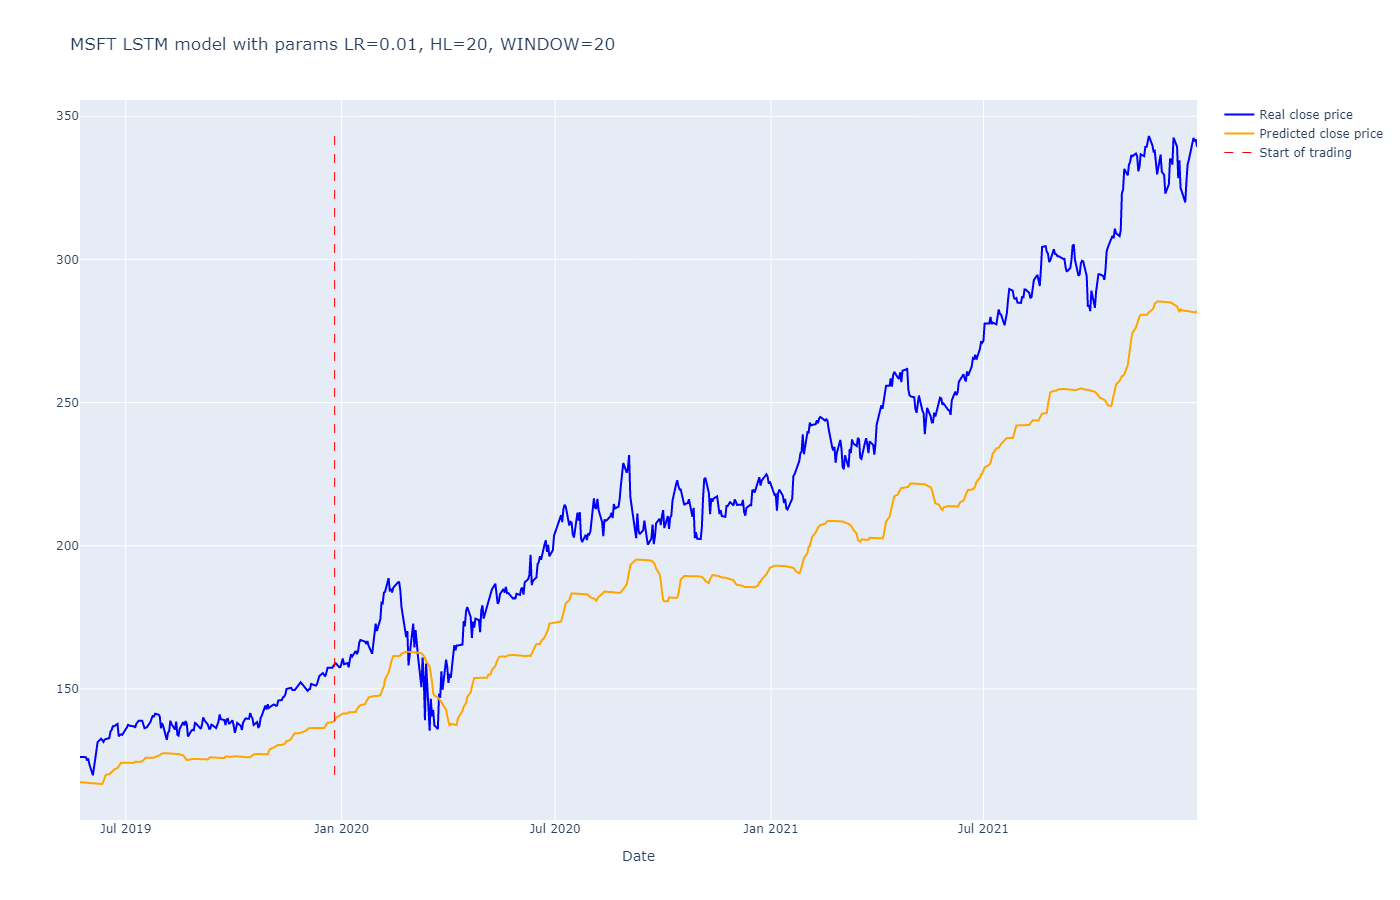 MSFT LSTM model with params LR=0.01, HL=20, WINDOW=20
Real close price
Predicted close price
Start of trading
350
300
250
200
150
Jul 2019
Jan 2020
Jul 2020
Jan 2021
Jul 2021
Date